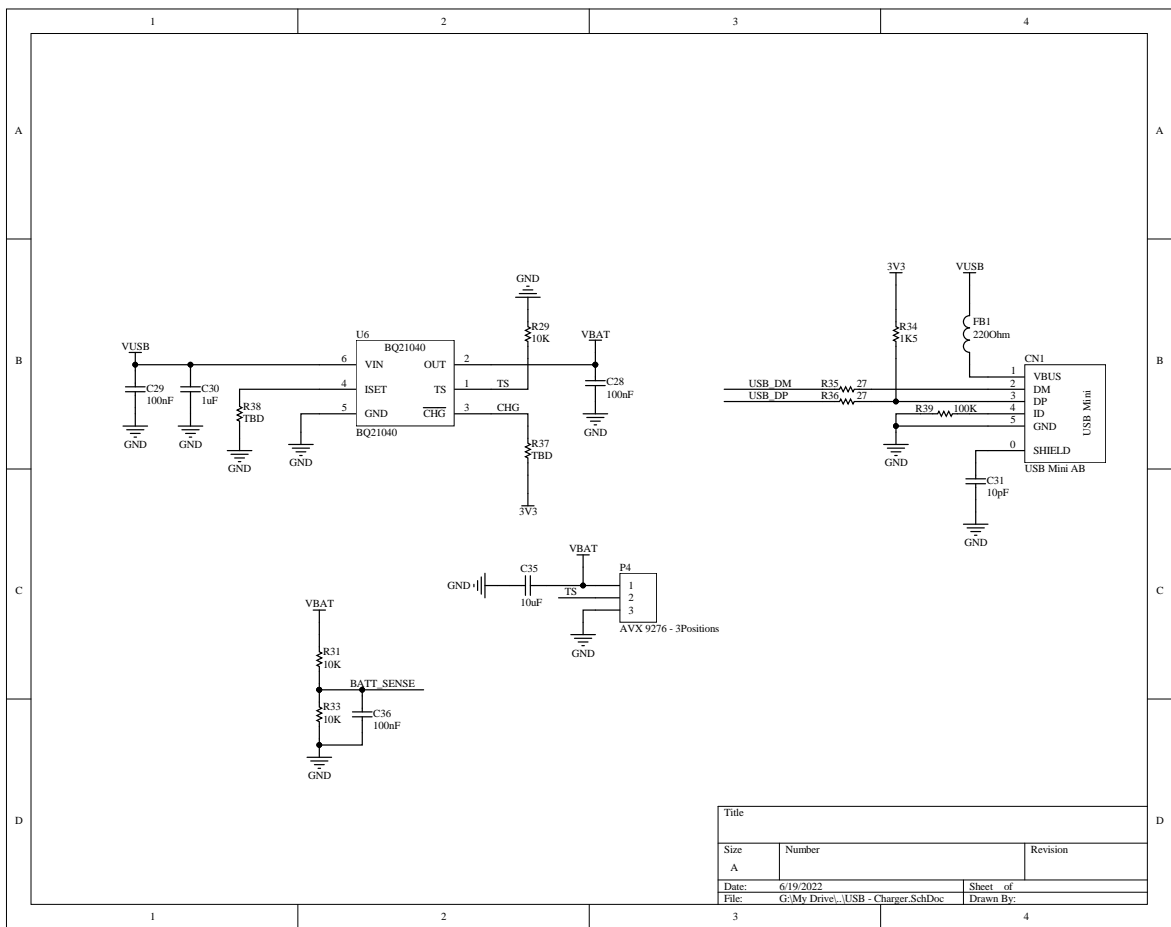 1 2 3 4
A A
B B
C C
D D
1 2 3 4
VUSB
C29
100nF
GND
C30
1uF
GND
R38
TBD
GND
GND
U6
BQ21040
6 VIN
4 ISET
5 GND
OUT 2
TS 1
CHG 3
BQ21040
TS
CHG
GND
R29
10K
VBAT
C28
100nF
GND
R37
TBD
3V3
3V3
R34
1K5
VUSB
FB1
220Ohm
USB_DM R35 27
USB_DP R36 27
R39 100K
GND
CN1
1 VBUS
2 DM
3 DP
4 ID
5 GND
0 SHIELD
USB Mini
USB Mini AB
C31
10pF
GND
VBAT
GND
C35
10uF
TS
GND
P4
1
2
3
AVX 9276 - 3Positions
VBAT
R31
10K
BATT_SENSE
R33
10K
C36
100nF
GND
Title
Size Number Revision
A
Date: 6/19/2022 Sheet of
File: G:\My Drive\..\USB - Charger.SchDoc Drawn By: